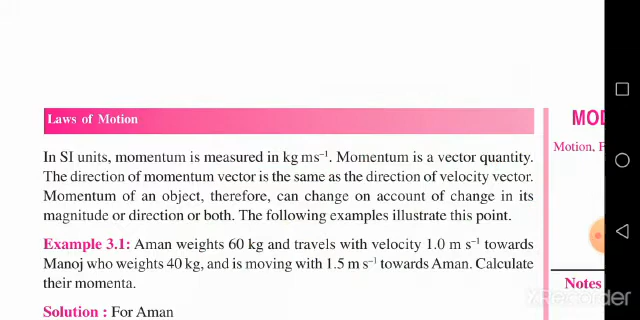 Laws of Motion
MOD
In SI units, momentum is measured in kg ms⁻¹. Momentum is a vector quantity.
The direction of momentum vector is the same as the direction of velocity vector.
Momentum of an object, therefore, can change on account of change in its
magnitude or direction or both. The following examples illustrate this point.
Motion, F
Example 3.1: Aman weights 60 kg and travels with velocity 1.0 m s⁻¹ towards
Manoj who weights 40 kg, and is moving with 1.5 m s⁻¹ towards Aman. Calculate
their momenta.
Notes
Solution : For Aman
XRecorder